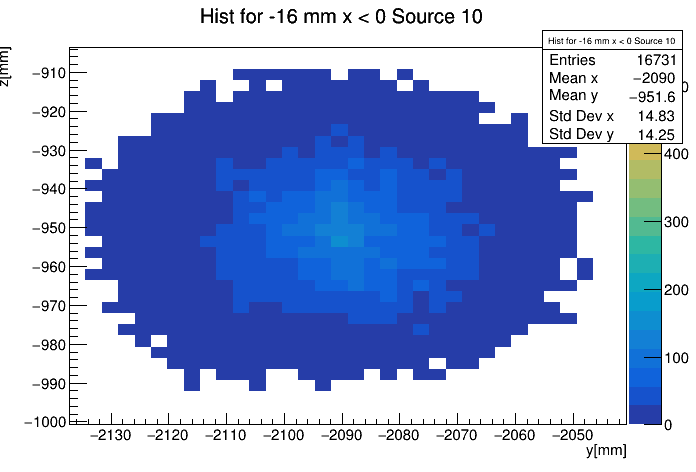 Hist for -16 mm x < 0 Source 10
Hist for -16 mm x < 0 Source 10
Entries 16731
Mean x −2090
Mean y −951.6
Std Dev x 14.83
Std Dev y 14.25
z[mm]
−910
−920
−930
−940
−950
−960
−970
−980
−990
−1000
0
400
300
200
100
0
−2130 −2120 −2110 −2100 −2090 −2080 −2070 −2060 −2050
y[mm]